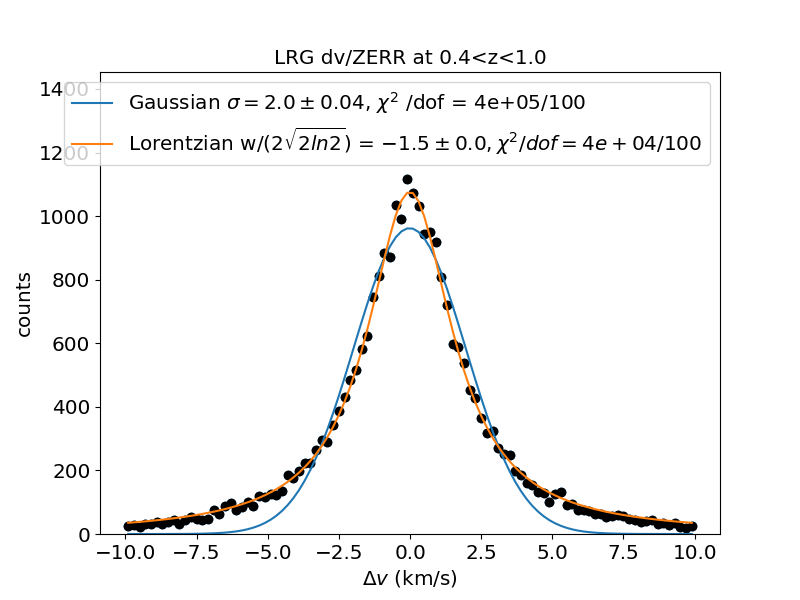 LRG dv/ZERR at 0.4<z<1.0
Gaussian σ = 2.0 ± 0.04, χ² /dof = 4e+05/100
Lorentzian w/(2√2ln2) = −1.5 ± 0.0, χ²/dof = 4e + 04/100
counts
1400
1200
1000
800
600
400
200
0
−10.0 −7.5 −5.0 −2.5 0.0 2.5 5.0 7.5 10.0
Δv (km/s)